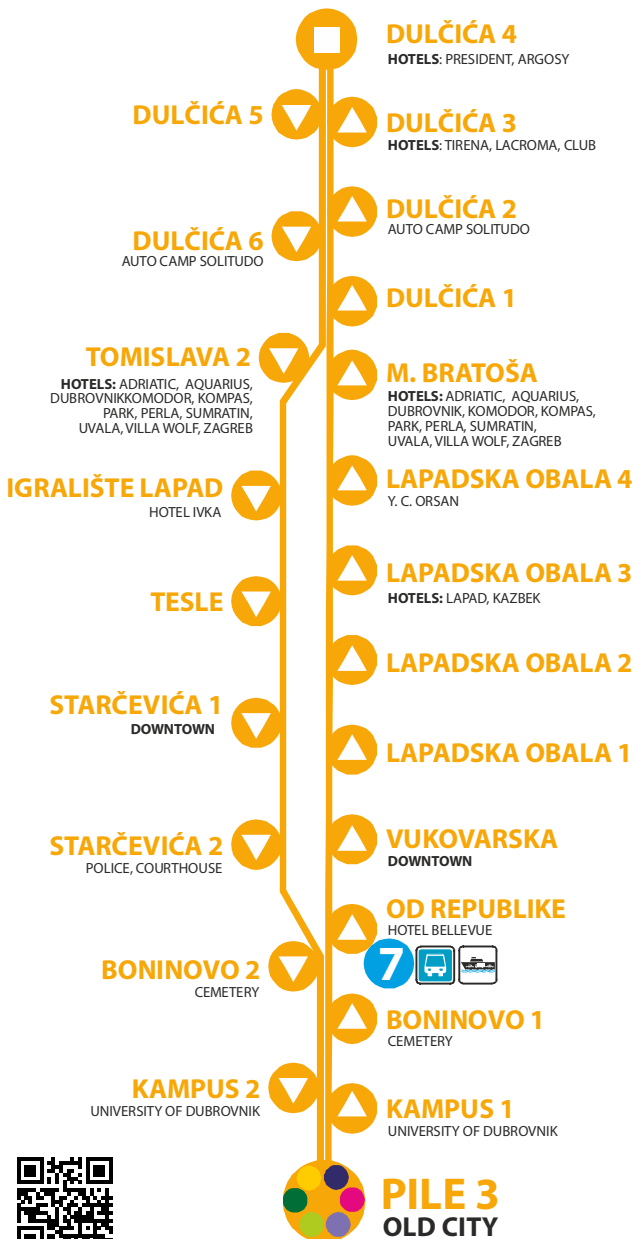 DULČIĆA 4
HOTELS: PRESIDENT, ARGOSY
DULČIĆA 5
DULČIĆA 3
HOTELS: TIRENA, LACROMA, CLUB
DULČIĆA 2
AUTO CAMP SOLITUDO
DULČIĆA 6
AUTO CAMP SOLITUDO
DULČIĆA 1
TOMISLAVA 2
HOTELS: ADRIATIC, AQUARIUS,
DUBROVNIKKOMODOR, KOMPAS,
PARK, PERLA, SUMRATIN,
UVALA, VILLA WOLF, ZAGREB
M. BRATOŠA
HOTELS: ADRIATIC, AQUARIUS,
DUBROVNIK, KOMODOR, KOMPAS,
PARK, PERLA, SUMRATIN,
UVALA, VILLA WOLF, ZAGREB
IGRALIŠTE LAPAD
HOTEL IVKA
LAPADSKA OBALA 4
Y. C. ORSAN
LAPADSKA OBALA 3
HOTELS: LAPAD, KAZBEK
TESLE
LAPADSKA OBALA 2
STARČEVIĆA 1
DOWNTOWN
LAPADSKA OBALA 1
STARČEVIĆA 2
POLICE, COURTHOUSE
VUKOVARSKA
DOWNTOWN
OD REPUBLIKE
HOTEL BELLEVUE
7
BONINOVO 2
CEMETERY
BONINOVO 1
CEMETERY
KAMPUS 2
UNIVERSITY OF DUBROVNIK
KAMPUS 1
UNIVERSITY OF DUBROVNIK
PILE 3
OLD CITY